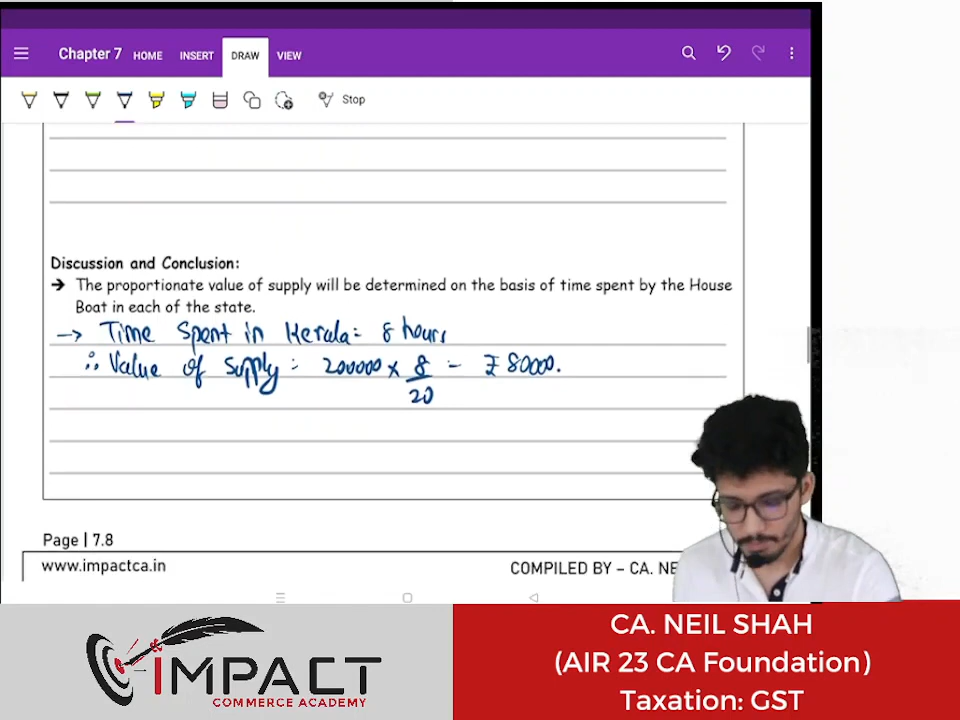 Chapter 7 HOME INSERT DRAW VIEW
Stop
Discussion and Conclusion:
➔ The proportionate value of supply will be determined on the basis of time spent by the House
Boat in each of the state.
→ Time Spent in Kerala = 8 hours
∴ Value of Supply = 200000 × 8/20 = ₹80000.
Page | 7.8
www.impactca.in
COMPILED BY – CA. NE
IMPACT
COMMERCE ACADEMY
CA. NEIL SHAH
(AIR 23 CA Foundation)
Taxation: GST